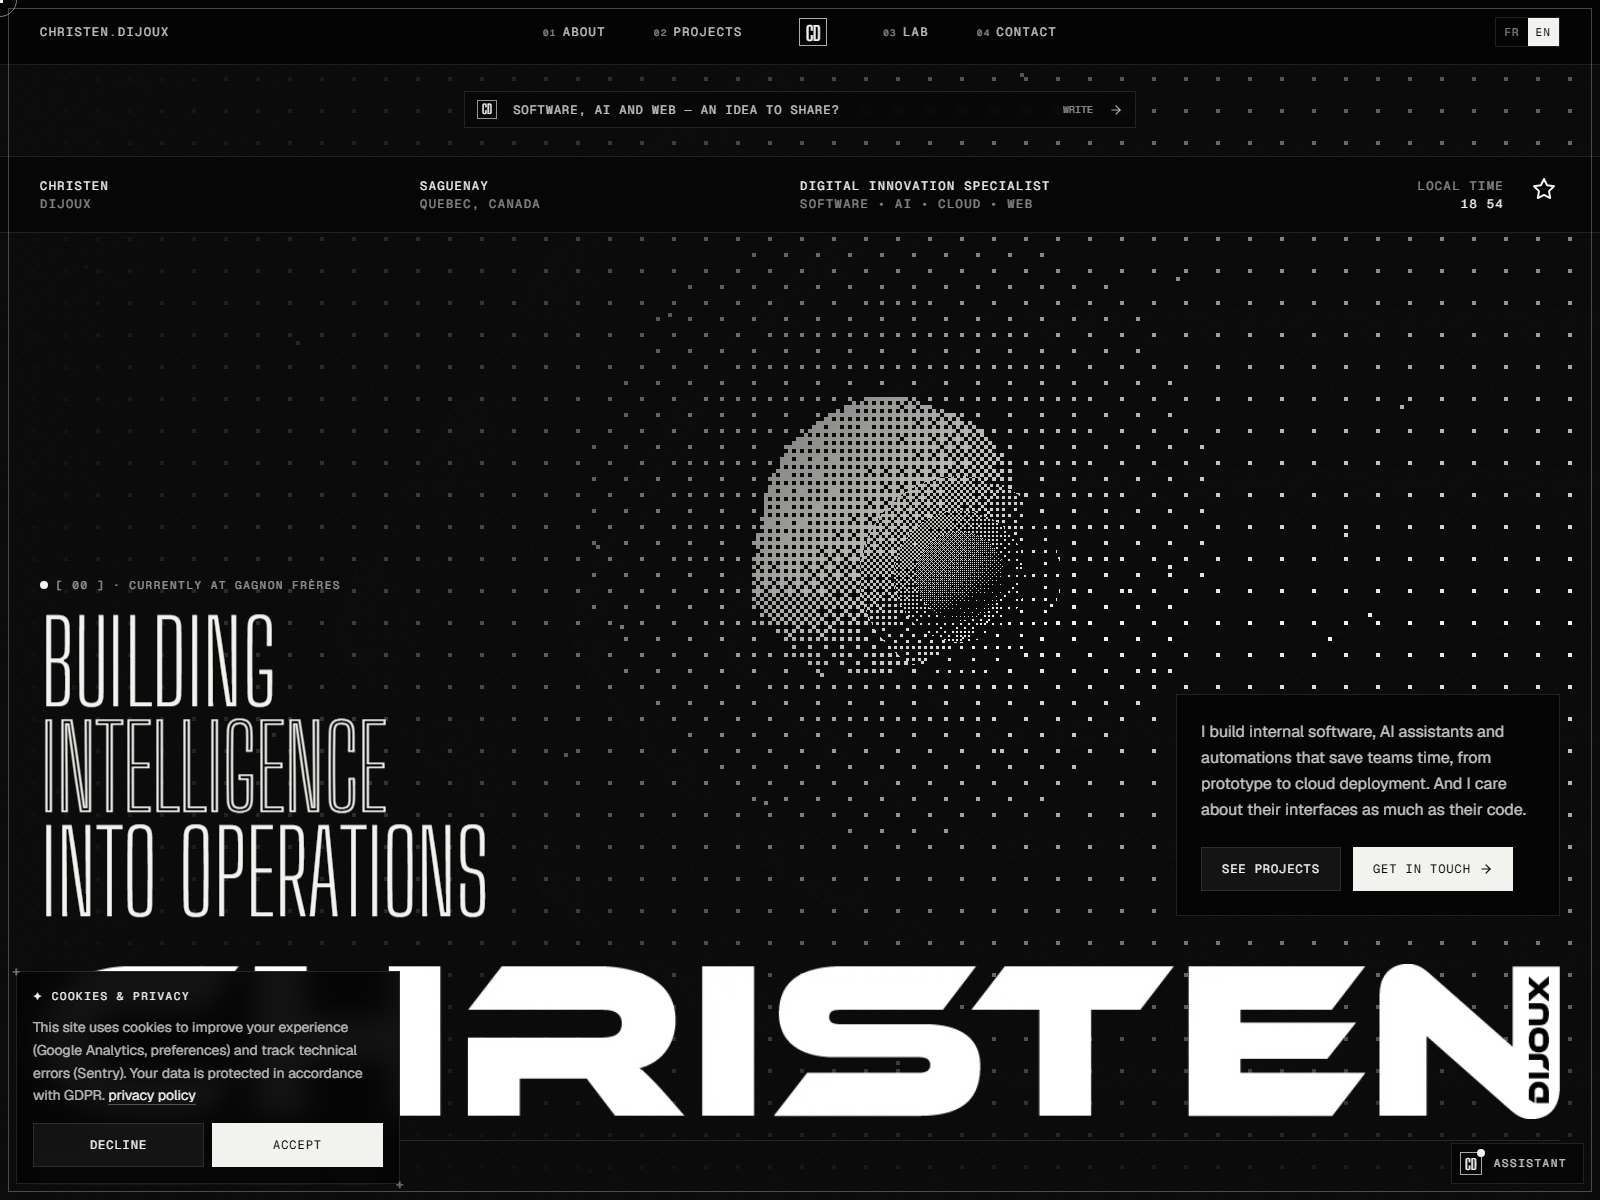 CHRISTEN.DIJOUX
01 ABOUT
02 PROJECTS
CD
03 LAB
04 CONTACT
FR EN
CD SOFTWARE, AI AND WEB — AN IDEA TO SHARE? WRITE →
CHRISTEN
DIJOUX
SAGUENAY
QUEBEC, CANADA
DIGITAL INNOVATION SPECIALIST
SOFTWARE • AI • CLOUD • WEB
LOCAL TIME
18 54
[ 00 ] · CURRENTLY AT GAGNON FRÈRES
BUILDING
INTELLIGENCE
INTO OPERATIONS
I build internal software, AI assistants and
automations that save teams time, from
prototype to cloud deployment. And I care
about their interfaces as much as their code.
SEE PROJECTS
GET IN TOUCH →
CHRISTEN
DIJOUX
✦ COOKIES & PRIVACY
This site uses cookies to improve your experience
(Google Analytics, preferences) and track technical
errors (Sentry). Your data is protected in accordance
with GDPR. privacy policy
DECLINE
ACCEPT
CD ASSISTANT